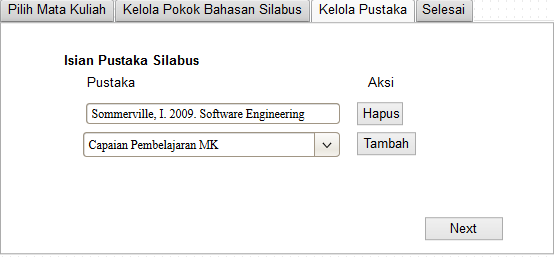 Pilih Mata Kuliah Kelola Pokok Bahasan Silabus Kelola Pustaka Selesai
Isian Pustaka Silabus
Pustaka Aksi
Sommerville, I. 2009. Software Engineering Hapus
Capaian Pembelajaran MK Tambah
Next